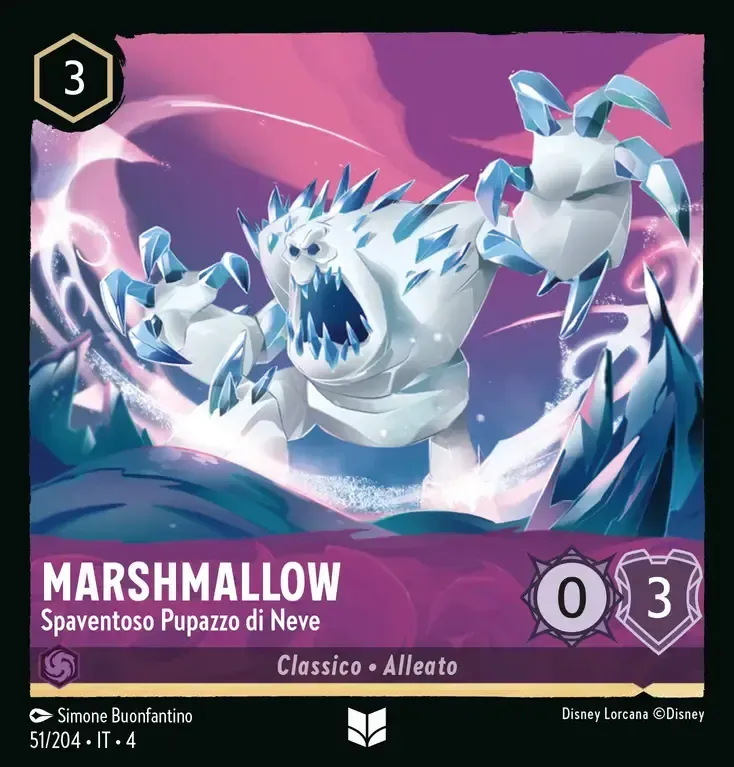 3
MARSHMALLOW
Spaventoso Pupazzo di Neve
0
3
Classico • Alleato
Simone Buonfantino
Disney Lorcana ©Disney
51/204 • IT • 4